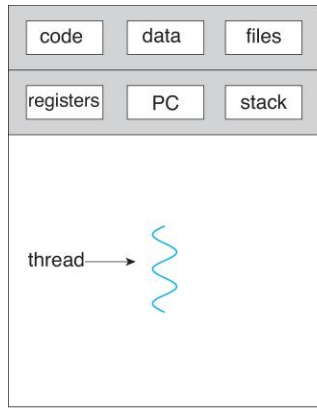 code data files
registers PC stack
thread